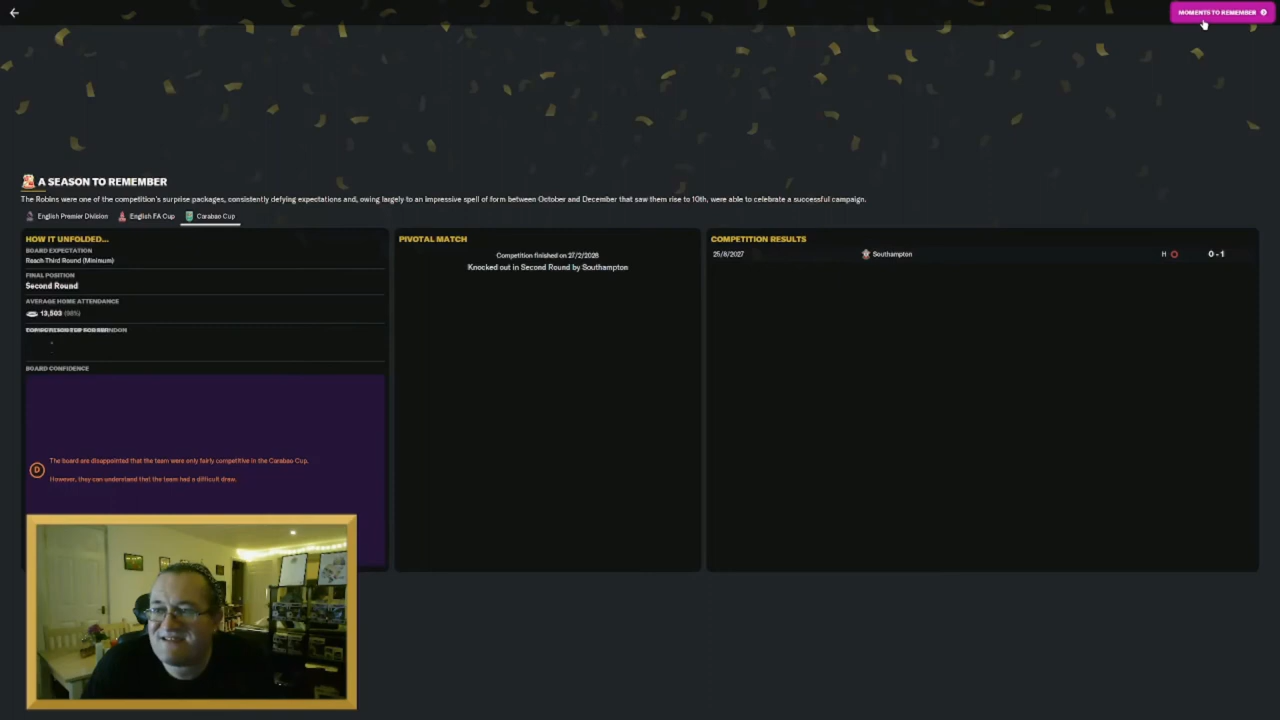 MOMENTS TO REMEMBER
A SEASON TO REMEMBER
The Robins were one of the competition's surprise packages, consistently defying expectations and, owing largely to an impressive spell of form between October and December that saw them rise to 10th, were able to celebrate a successful campaign.
English Premier Division English FA Cup Carabao Cup
HOW IT UNFOLDED...
BOARD EXPECTATION
Reach Third Round (Minimum)
FINAL POSITION
Second Round
AVERAGE HOME ATTENDANCE
13,503 (98%)
BOARD CONFIDENCE
D
The board are disappointed that the team were only fairly competitive in the Carabao Cup.
However, they can understand that the team had a difficult draw.
PIVOTAL MATCH
Competition finished on 27/2/2028
Knocked out in Second Round by Southampton
COMPETITION RESULTS
25/8/2027 Southampton H 0 - 1